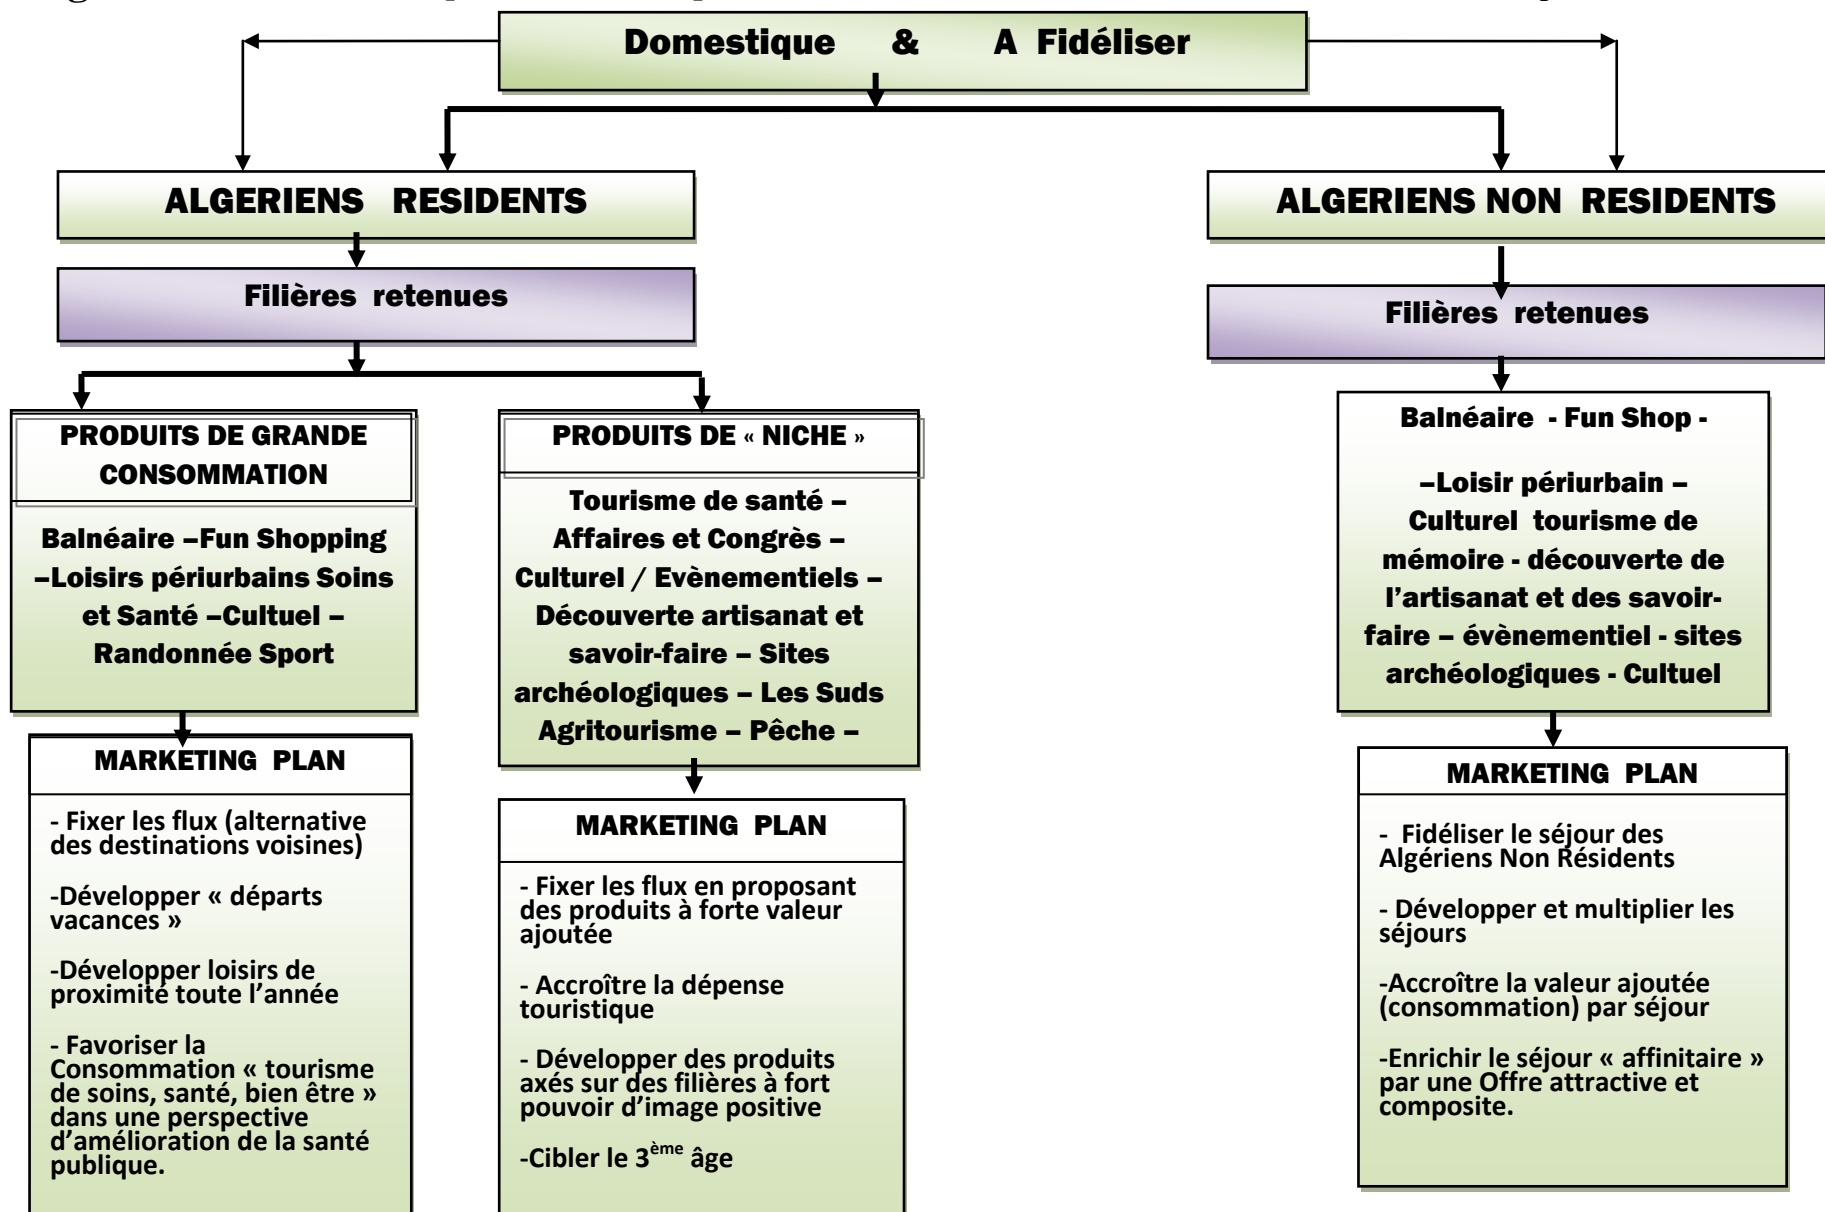 Domestique & A Fidéliser
ALGERIENS RESIDENTS
Filières retenues
PRODUITS DE GRANDE
CONSOMMATION
Balnéaire –Fun Shopping
–Loisirs périurbains Soins
et Santé –Cultuel –
Randonnée Sport
MARKETING PLAN
- Fixer les flux (alternative
des destinations voisines)
-Développer « départs
vacances »
-Développer loisirs de
proximité toute l’année
- Favoriser la
Consommation « tourisme
de soins, santé, bien être »
dans une perspective
d’amélioration de la santé
publique.
PRODUITS DE « NICHE »
Tourisme de santé –
Affaires et Congrès –
Culturel / Evènementiels –
Découverte artisanat et
savoir-faire – Sites
archéologiques – Les Suds
Agritourisme – Pêche –
MARKETING PLAN
- Fixer les flux en proposant
des produits à forte valeur
ajoutée
- Accroître la dépense
touristique
- Développer des produits
axés sur des filières à fort
pouvoir d’image positive
-Cibler le 3ème âge
ALGERIENS NON RESIDENTS
Filières retenues
Balnéaire - Fun Shop -
–Loisir périurbain –
Culturel tourisme de
mémoire - découverte de
l’artisanat et des savoir-
faire – évènementiel - sites
archéologiques - Cultuel
MARKETING PLAN
- Fidéliser le séjour des
Algériens Non Résidents
- Développer et multiplier les
séjours
-Accroître la valeur ajoutée
(consommation) par séjour
-Enrichir le séjour « affinitaire »
par une Offre attractive et
composite.